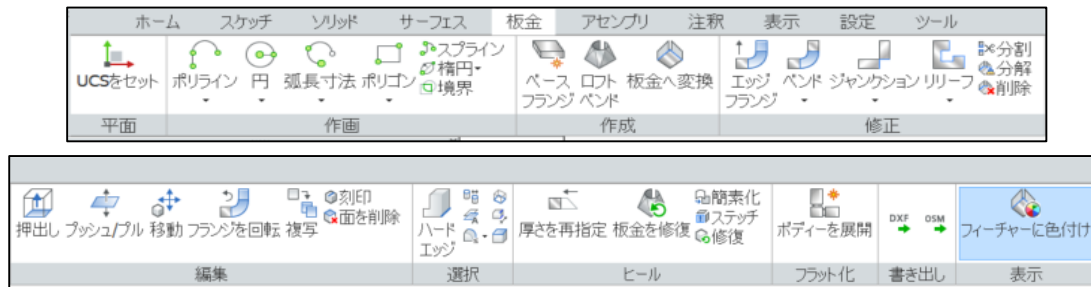 ホーム スケッチ ソリッド サーフェス 板金 アセンブリ 注釈 表示 設定 ツール
UCSをセット ポリライン 円 弧長寸法 ポリゴン
スプライン
楕円
境界
ベース
フランジ
ロフト
ベンド
板金へ変換
エッジ
フランジ
ベンド ジャンクション リリーフ
分割
分解
削除
平面 作画 作成 修正
押出し プッシュ/プル 移動 フランジを回転 複写
刻印
面を削除
ハード
エッジ
厚さを再指定 板金を修復
簡素化
ステッチ
修復
ボディーを展開
DXF OSM
フィーチャーに色付け
編集 選択 ヒール フラット化 書き出し 表示